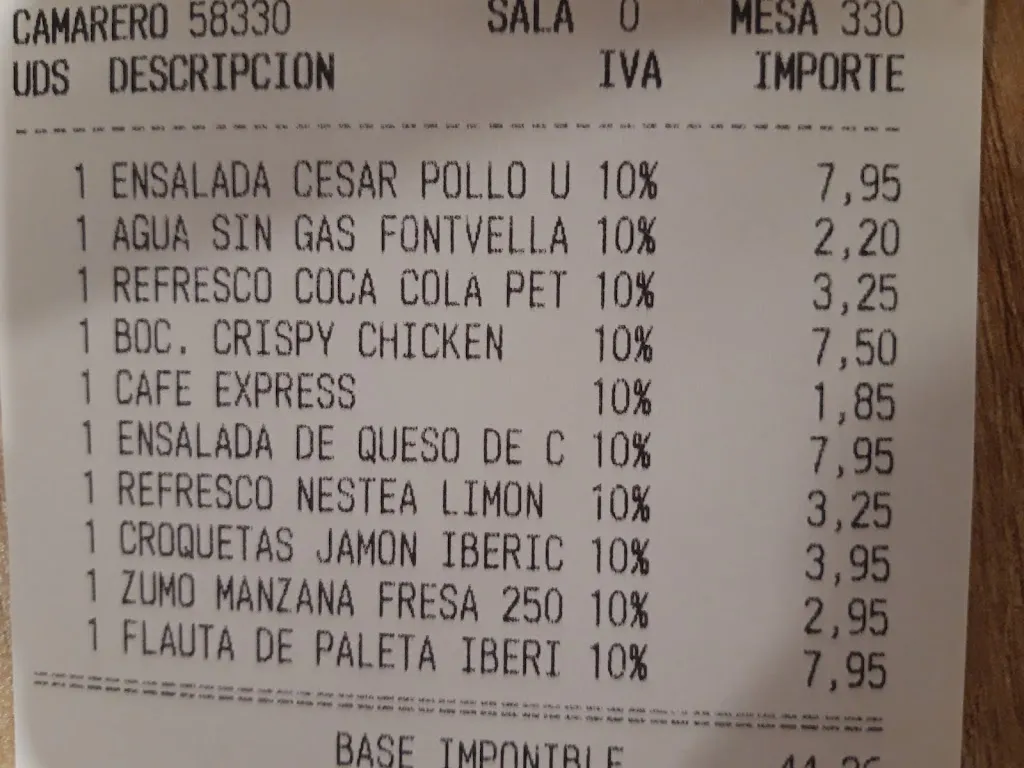 CAMARERO 58330 SALA 0 MESA 330
UDS DESCRIPCION IVA IMPORTE
1 ENSALADA CESAR POLLO U 10% 7,95
1 AGUA SIN GAS FONTVELLA 10% 2,20
1 REFRESCO COCA COLA PET 10% 3,25
1 BOC. CRISPY CHICKEN 10% 7,50
1 CAFE EXPRESS 10% 1,85
1 ENSALADA DE QUESO DE C 10% 7,95
1 REFRESCO NESTEA LIMON 10% 3,25
1 CROQUETAS JAMON IBERIC 10% 3,95
1 ZUMO MANZANA FRESA 250 10% 2,95
1 FLAUTA DE PALETA IBERI 10% 7,95
BASE IMPONIBLE